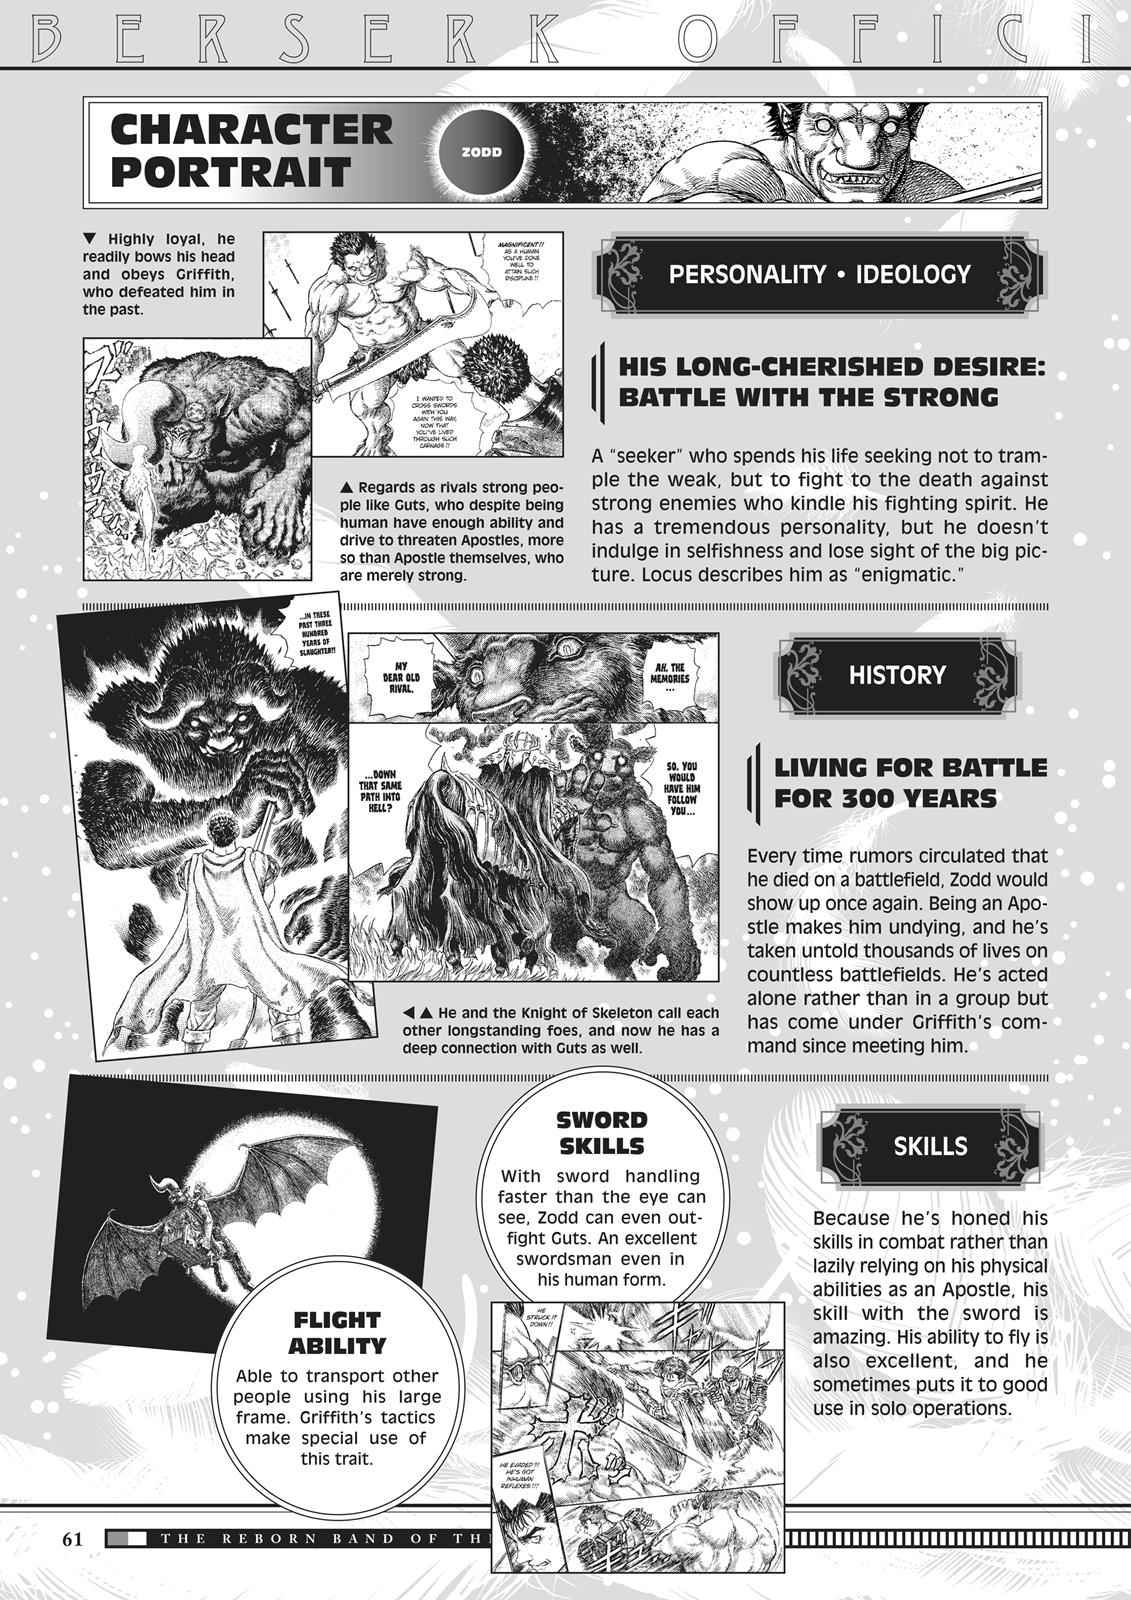 BERSERK OFFICI
CHARACTER
PORTRAIT
ZODD
▼ Highly loyal, he
readily bows his head
and obeys Griffith,
who defeated him in
the past.
MAGNIFICENT!!
AS A HUMAN
YOU'VE DONE
WELL TO
ATTAIN SUCH
DISCIPLINE!!
I WANTED TO
CROSS SWORDS
WITH YOU
AGAIN THIS WAY,
NOW THAT
YOU'VE LIVED
THROUGH SUCH
CARNAGE!!
▲ Regards as rivals strong peo-
ple like Guts, who despite being
human have enough ability and
drive to threaten Apostles, more
so than Apostle themselves, who
are merely strong.
PERSONALITY • IDEOLOGY
HIS LONG-CHERISHED DESIRE:
BATTLE WITH THE STRONG
A "seeker" who spends his life seeking not to tram-
ple the weak, but to fight to the death against
strong enemies who kindle his fighting spirit. He
has a tremendous personality, but he doesn't
indulge in selfishness and lose sight of the big pic-
ture. Locus describes him as "enigmatic."
...IN THESE
PAST THREE
HUNDRED
YEARS OF
SLAUGHTER!!
MY
DEAR OLD
RIVAL.
AH, THE
MEMORIES
...
...DOWN
THAT SAME
PATH INTO
HELL?
SO, YOU
WOULD
HAVE HIM
FOLLOW
YOU...
◀ ▲ He and the Knight of Skeleton call each
other longstanding foes, and now he has a
deep connection with Guts as well.
HISTORY
LIVING FOR BATTLE
FOR 300 YEARS
Every time rumors circulated that
he died on a battlefield, Zodd would
show up once again. Being an Apo-
stle makes him undying, and he's
taken untold thousands of lives on
countless battlefields. He's acted
alone rather than in a group but
has come under Griffith's com-
mand since meeting him.
SWORD
SKILLS
With sword handling
faster than the eye can
see, Zodd can even out-
fight Guts. An excellent
swordsman even in
his human form.
FLIGHT
ABILITY
Able to transport other
people using his large
frame. Griffith's tactics
make special use of
this trait.
HE
STRUCK IT
DOWN!!
HE EVADED?!
HE'S GOT
INHUMAN
REFLEXES!!!
SKILLS
Because he's honed his
skills in combat rather than
lazily relying on his physical
abilities as an Apostle, his
skill with the sword is
amazing. His ability to fly is
also excellent, and he
sometimes puts it to good
use in solo operations.
61
THE REBORN BAND OF TH